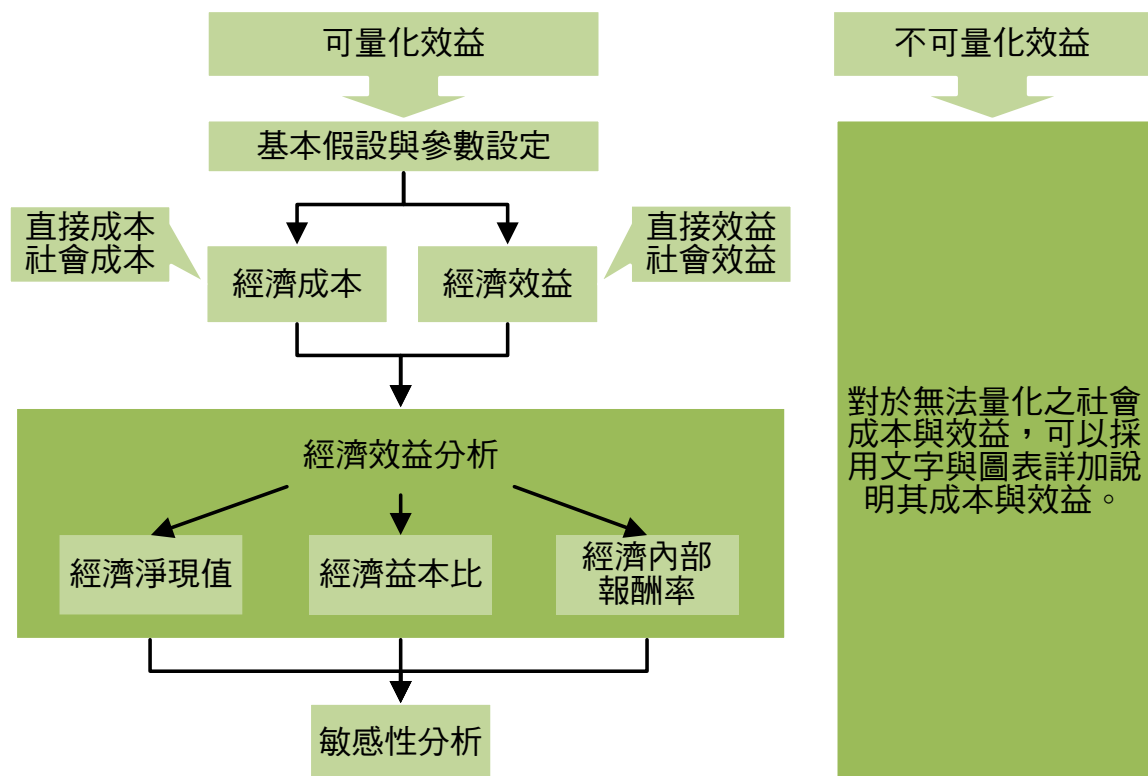 可量化效益
不可量化效益
基本假設與參數設定
直接成本
社會成本
直接效益
社會效益
經濟成本
經濟效益
經濟效益分析
經濟淨現值
經濟益本比
經濟內部
報酬率
敏感性分析
對於無法量化之社會
成本與效益，可以採
用文字與圖表詳加說
明其成本與效益。